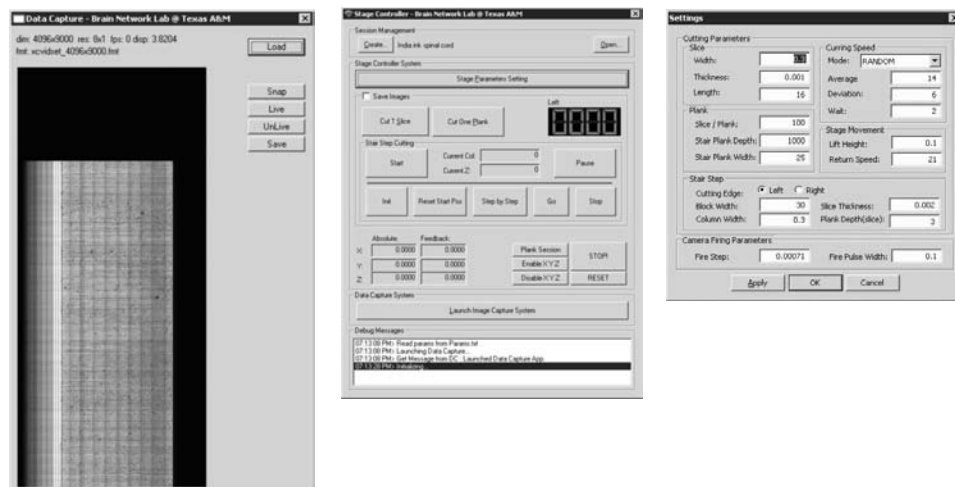 Data Capture - Brain Network Lab @ Texas A&M
dim: 4096x9000 res: 8x1 fps: 0 disp: 3.8204
fmt: xcvidset_4096x9000.fmt
Load
Snap
Live
UnLive
Save
Stage Controller - Brain Network Lab @ Texas A&M
Session Management
Create... India ink spinal cord Open...
Stage Controller System
Stage Parameters Setting
Save Images
Left
Cut 1 Slice Cut One Plank 8888
Stair Step Cutting
Start Current Col: 0 Pause
Current Z: 0
Init Reset Start Pos Step by Step Go Stop
Absolute: Feedback:
X: 0.0000 0.0000 Plank Session STOP!
Y: 0.0000 0.0000 Enable X Y Z
Z: 0.0000 0.0000 Disable X Y Z RESET
Data Capture System
Launch Image Capture System
Debug Messages
07:13:08 PM> Read params from Params.txt
07:13:08 PM> Launching Data Capture...
07:13:08 PM> Get Message from DC : Launched Data Capture App.
07:13:28 PM> Initializing...
Settings
Cutting Parameters
Slice
Width: 0.3
Thickness: 0.001
Length: 16
Curring Speed
Mode: RANDOM
Average 14
Deviation: 6
Wait: 2
Plank
Slice / Plank: 100
Stair Plank Depth: 1000
Stair Plank Width: 25
Stage Movement
Lift Height: 0.1
Return Speed: 21
Stair Step
Cutting Edge: Left Right
Block Width: 30 Slice Thickness: 0.002
Column Width: 0.3 Plank Depth(slice): 3
Camera Firing Parameters
Fire Step: 0.00071 Fire Pulse Width: 0.1
Apply OK Cancel